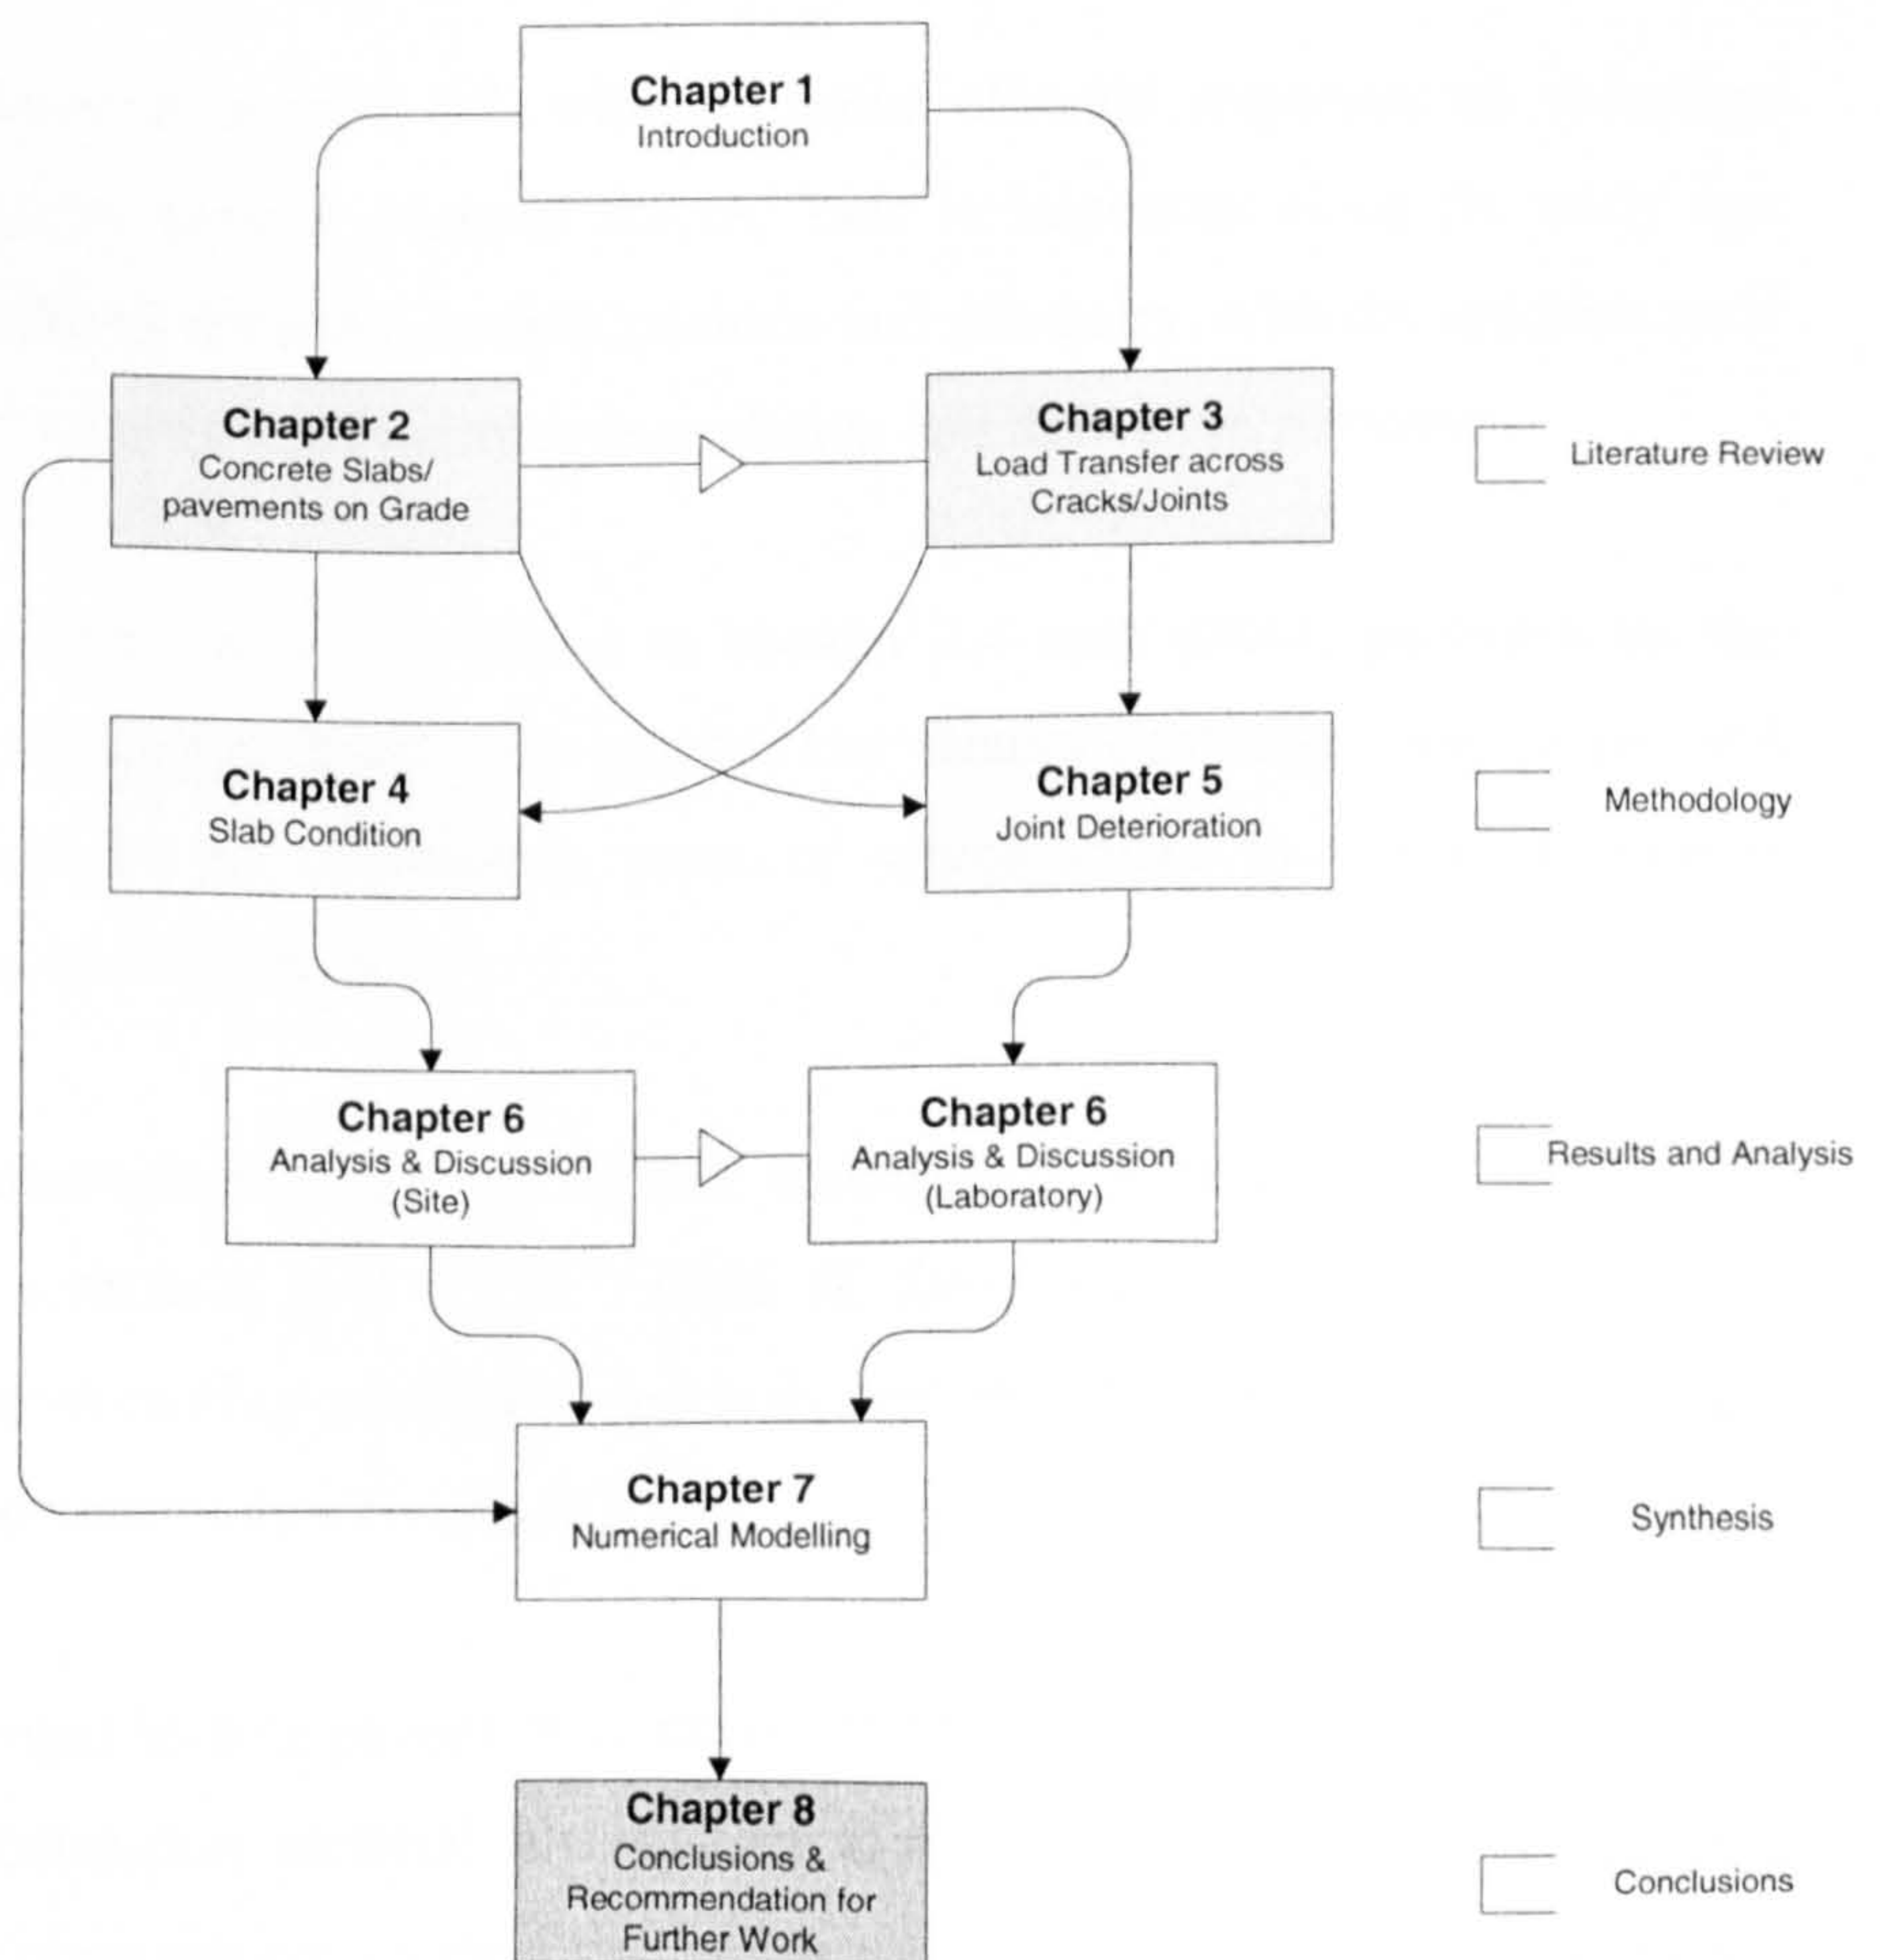 Chapter 1
Introduction
Chapter 2
Concrete Slabs/
pavements on Grade
Chapter 3
Load Transfer across
Cracks/Joints
Literature Review
Chapter 4
Slab Condition
Chapter 5
Joint Deterioration
Methodology
Chapter 6
Analysis & Discussion
(Site)
Chapter 6
Analysis & Discussion
(Laboratory)
Results and Analysis
Chapter 7
Numerical Modelling
Synthesis
Chapter 8
Conclusions &
Recommendation for
Further Work
Conclusions